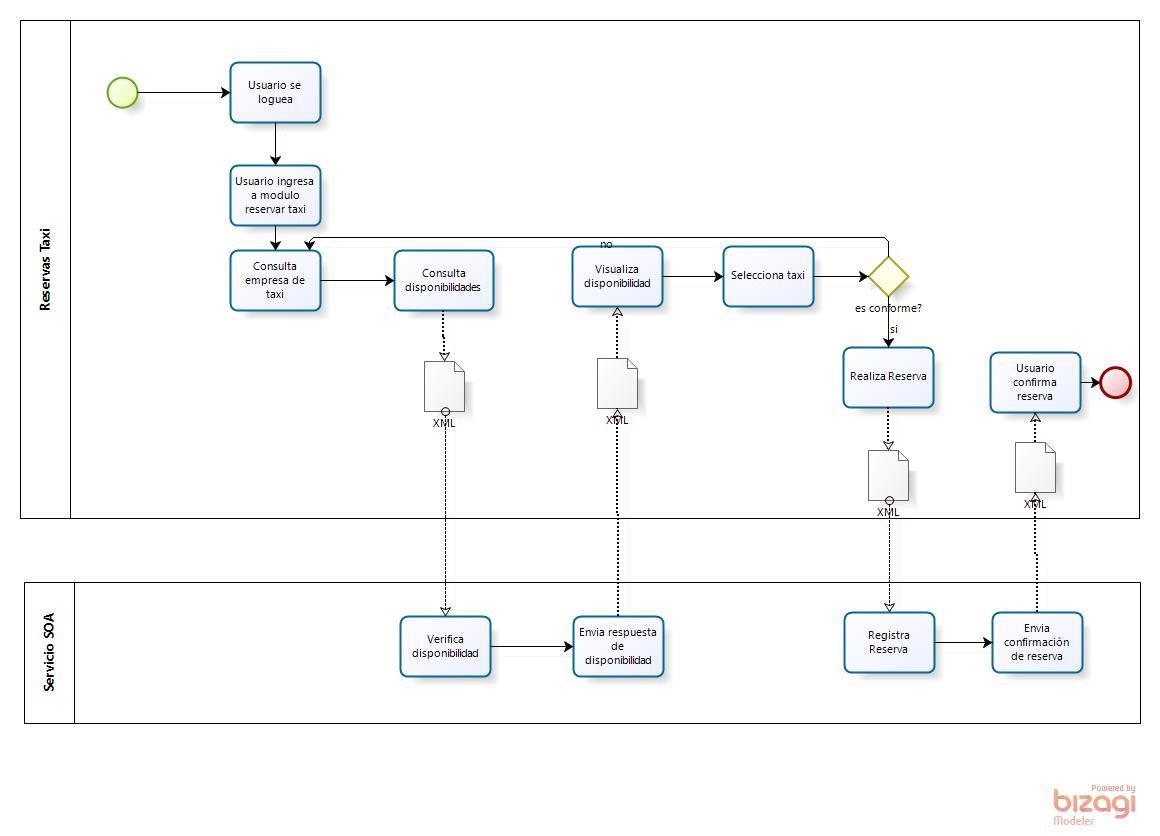 Reservas Taxi
Usuario se
loguea
Usuario ingresa
a modulo
reservar taxi
no
Consulta
empresa de
taxi
Consulta
disponibilidades
Visualiza
disponibilidad
Selecciona taxi
es conforme?
si
Realiza Reserva
Usuario
confirma
reserva
XML
XML
XML
XML
Servicio SOA
Verifica
disponibilidad
Envia respuesta
de
disponibilidad
Registra
Reserva
Envia
confirmación
de reserva
Powered by
bizagi
Modeler